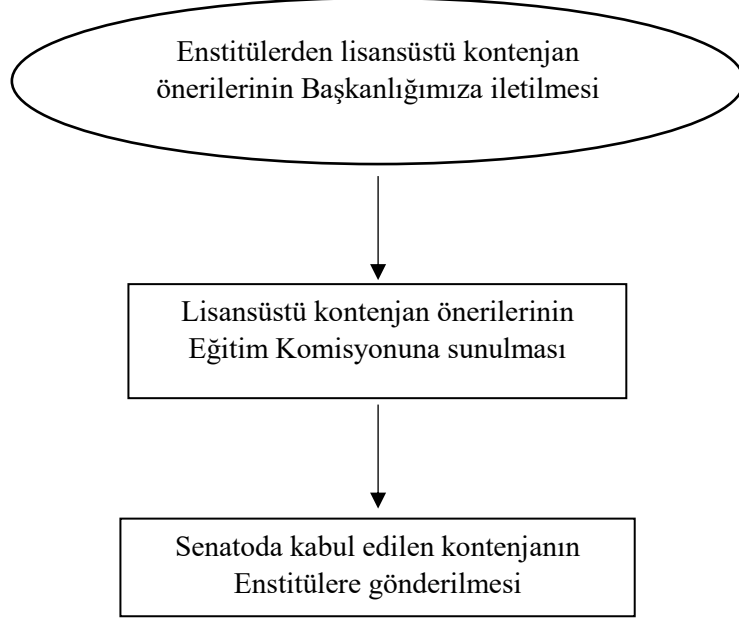 Enstitülerden lisansüstü kontenjan
önerilerinin Başkanlığımıza iletilmesi
Lisansüstü kontenjan önerilerinin
Eğitim Komisyonuna sunulması
Senatoda kabul edilen kontenjanın
Enstitülere gönderilmesi